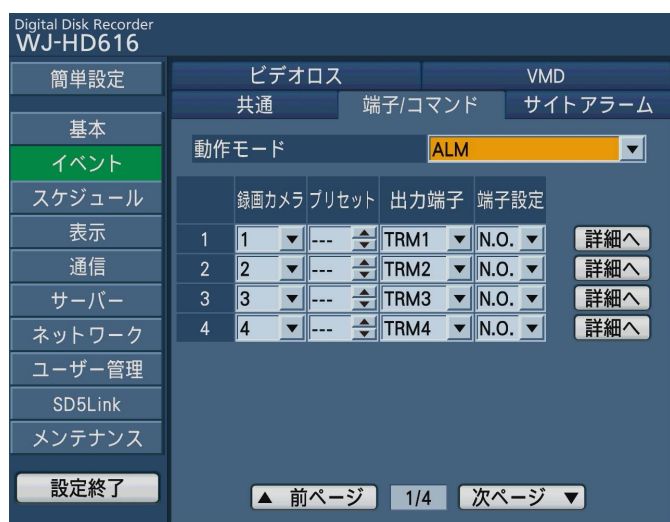 Digital Disk Recorder
WJ-HD616
簡単設定
基本
イベント
スケジュール
表示
通信
サーバー
ネットワーク
ユーザー管理
SD5Link
メンテナンス
設定終了
ビデオロス VMD
共通 端子/コマンド サイトアラーム
動作モード ALM
録画カメラ プリセット 出力端子 端子設定
1 1 --- TRM1 N.O. 詳細へ
2 2 --- TRM2 N.O. 詳細へ
3 3 --- TRM3 N.O. 詳細へ
4 4 --- TRM4 N.O. 詳細へ
▲ 前ページ 1/4 次ページ ▼